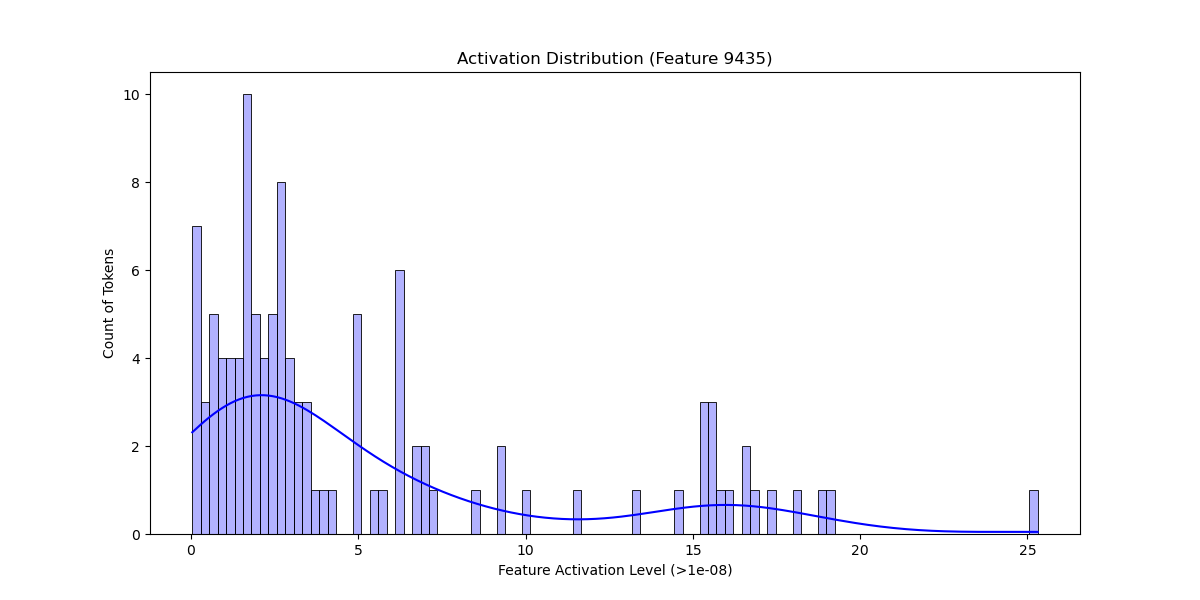 Activation Distribution (Feature 9435)
10
8
6
4
2
0
Count of Tokens
0 5 10 15 20 25
Feature Activation Level (>1e-08)